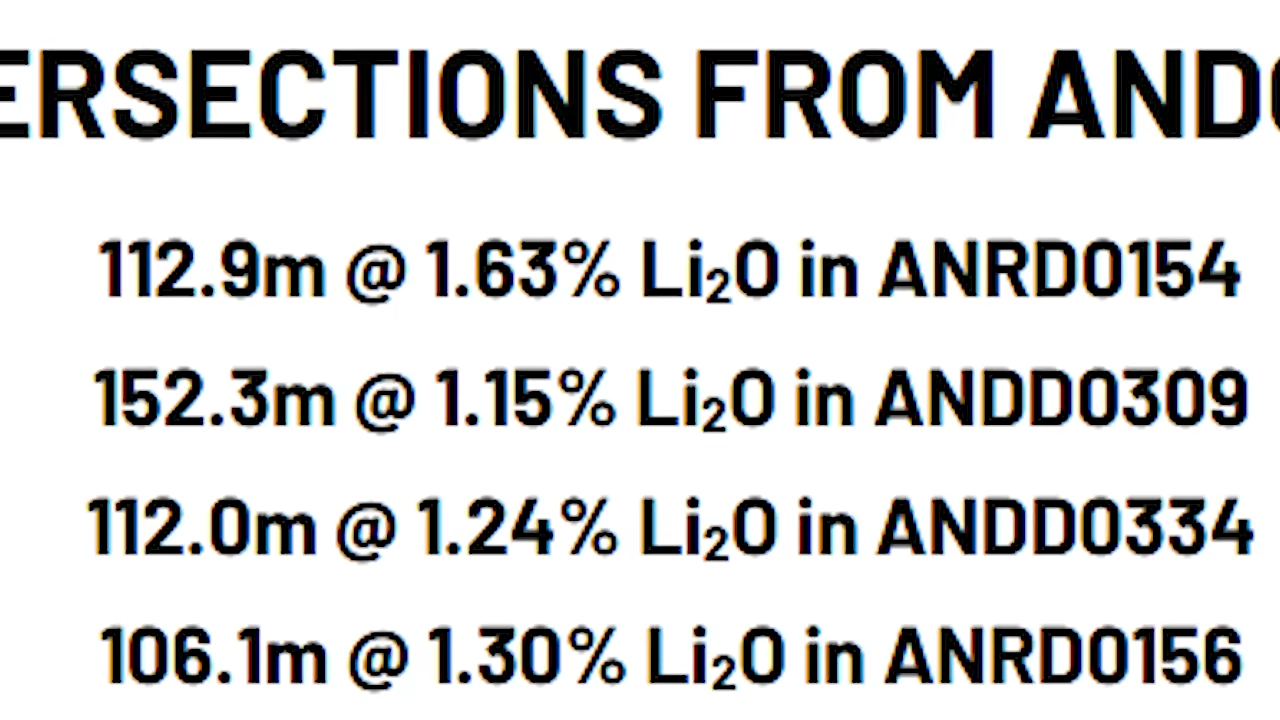 ERSECTIONS FROM AND
112.9m @ 1.63% Li₂O in ANRD0154
152.3m @ 1.15% Li₂O in ANDD0309
112.0m @ 1.24% Li₂O in ANDD0334
106.1m @ 1.30% Li₂O in ANRD0156